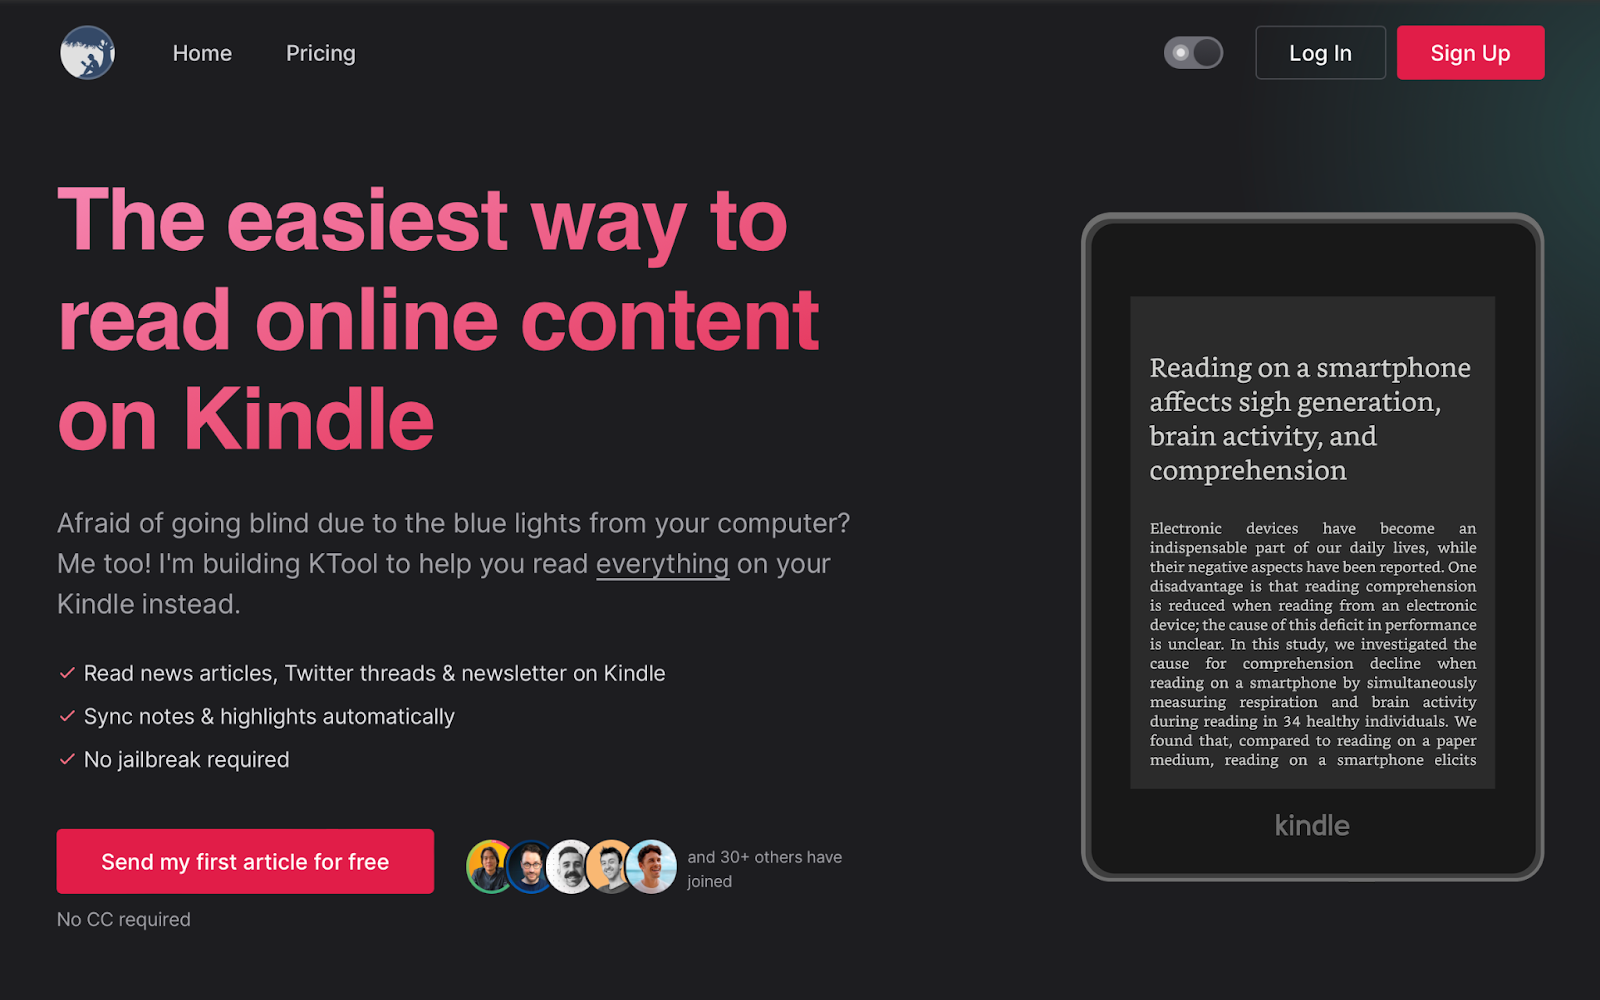 Home
Pricing
Log In
Sign Up
The easiest way to
read online content
on Kindle
Afraid of going blind due to the blue lights from your computer?
Me too! I'm building KTool to help you read everything on your
Kindle instead.
Read news articles, Twitter threads & newsletter on Kindle
Sync notes & highlights automatically
No jailbreak required
Send my first article for free
and 30+ others have
joined
No CC required
Reading on a smartphone
affects sigh generation,
brain activity, and
comprehension
Electronic devices have become an
indispensable part of our daily lives, while
their negative aspects have been reported. One
disadvantage is that reading comprehension
is reduced when reading from an electronic
device; the cause of this deficit in performance
is unclear. In this study, we investigated the
cause for comprehension decline when
reading on a smartphone by simultaneously
measuring respiration and brain activity
during reading in 34 healthy individuals. We
found that, compared to reading on a paper
medium, reading on a smartphone elicits
kindle